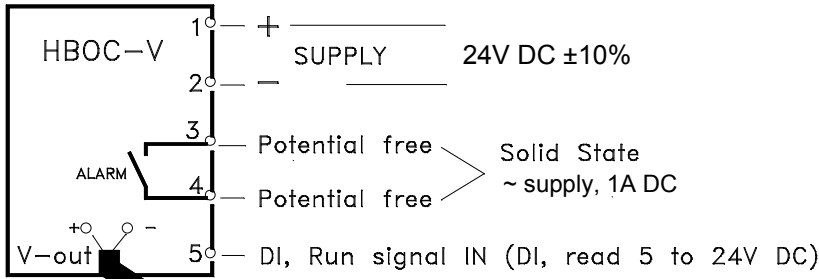 1 + SUPPLY 24V DC ±10%
HBOC-V
2 -
3 Potential free
Solid State
ALARM
~ supply, 1A DC
4 Potential free
+ -
V-out 5 DI, Run signal IN (DI, read 5 to 24V DC)